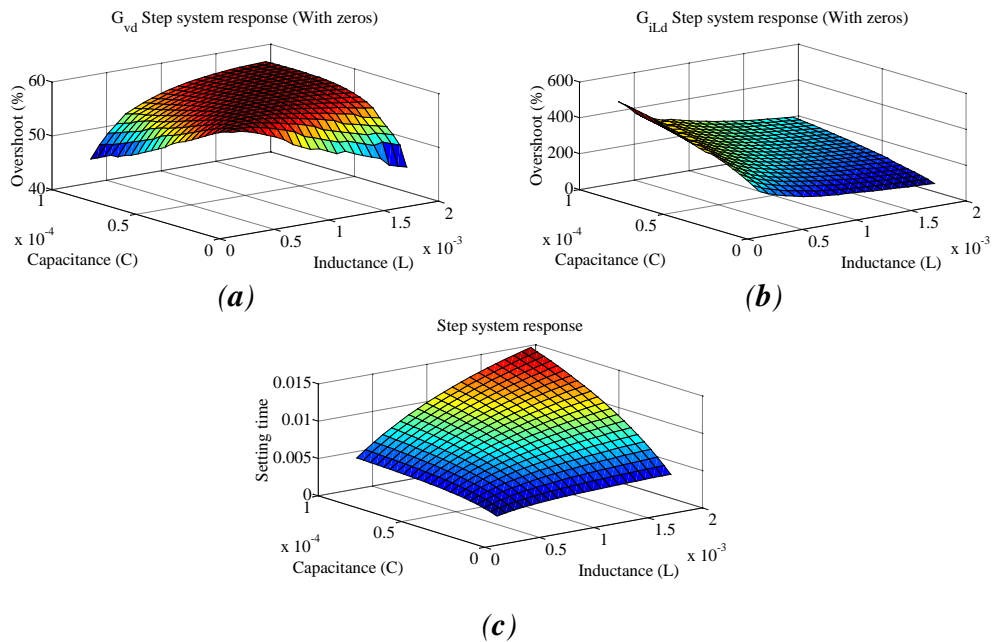 G_vd Step system response (With zeros)
60
50
40
Overshoot (%)
1
0.5
0
x 10^-4
Capacitance (C)
0
0.5
1
1.5
2
x 10^-3
Inductance (L)
(a)
G_iLd Step system response (With zeros)
600
400
200
0
Overshoot (%)
1
0.5
0
x 10^-4
Capacitance (C)
0
0.5
1
1.5
2
x 10^-3
Inductance (L)
(b)
Step system response
0.015
0.01
0.005
0
Setting time
1
0.5
0
x 10^-4
Capacitance (C)
0
0.5
1
1.5
2
x 10^-3
Inductance (L)
(c)